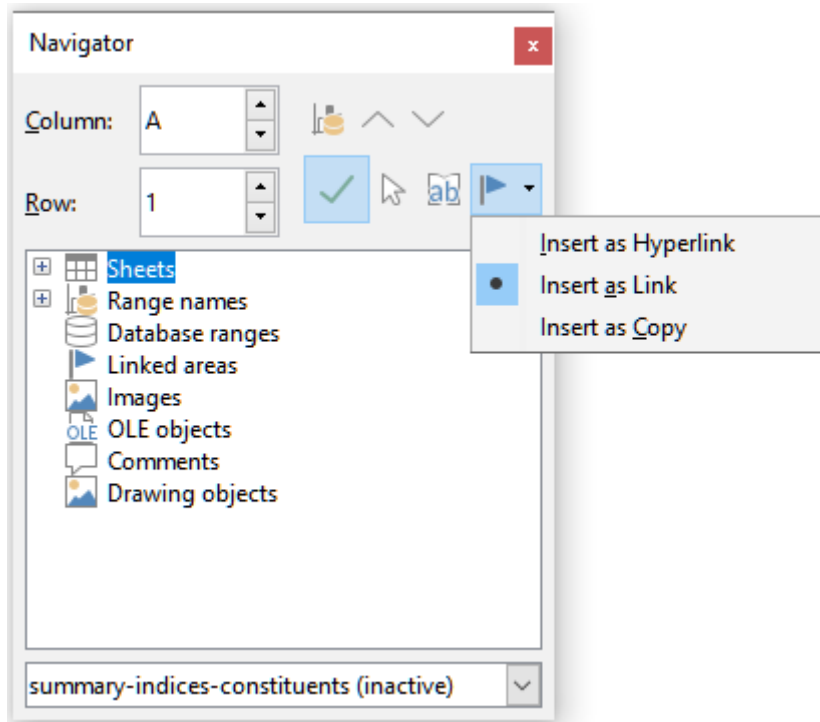 Navigator
x
Column: A
Row: 1
ab
Insert as Hyperlink
Insert as Link
Insert as Copy
Sheets
Range names
Database ranges
Linked areas
Images
OLE OLE objects
Comments
Drawing objects
summary-indices-constituents (inactive)